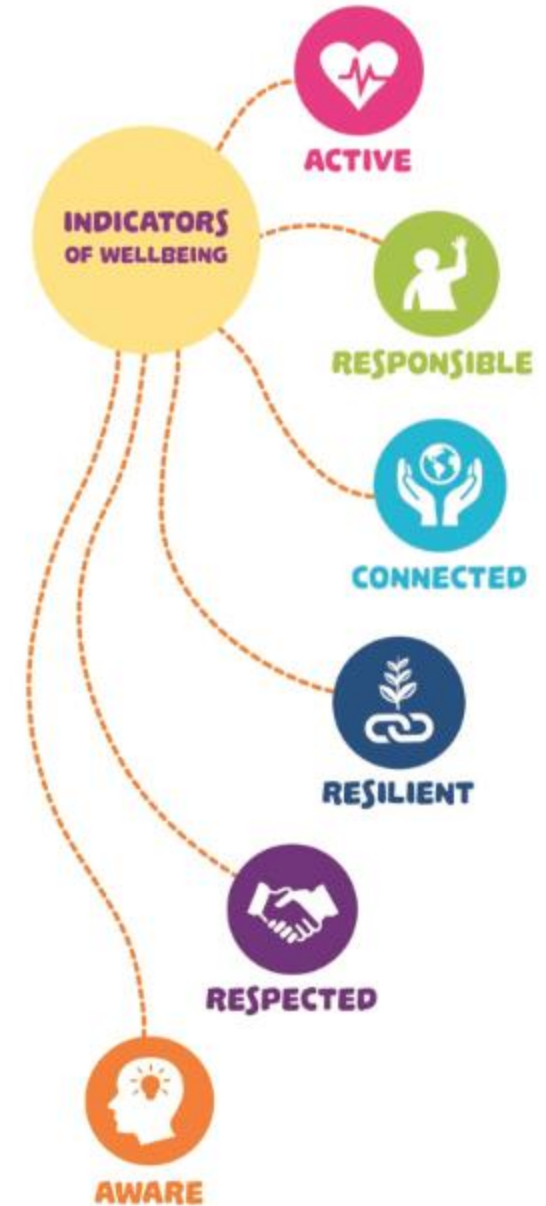 ACTIVE
INDICATORS
OF WELLBEING
RESPONSIBLE
CONNECTED
RESILIENT
RESPECTED
AWARE